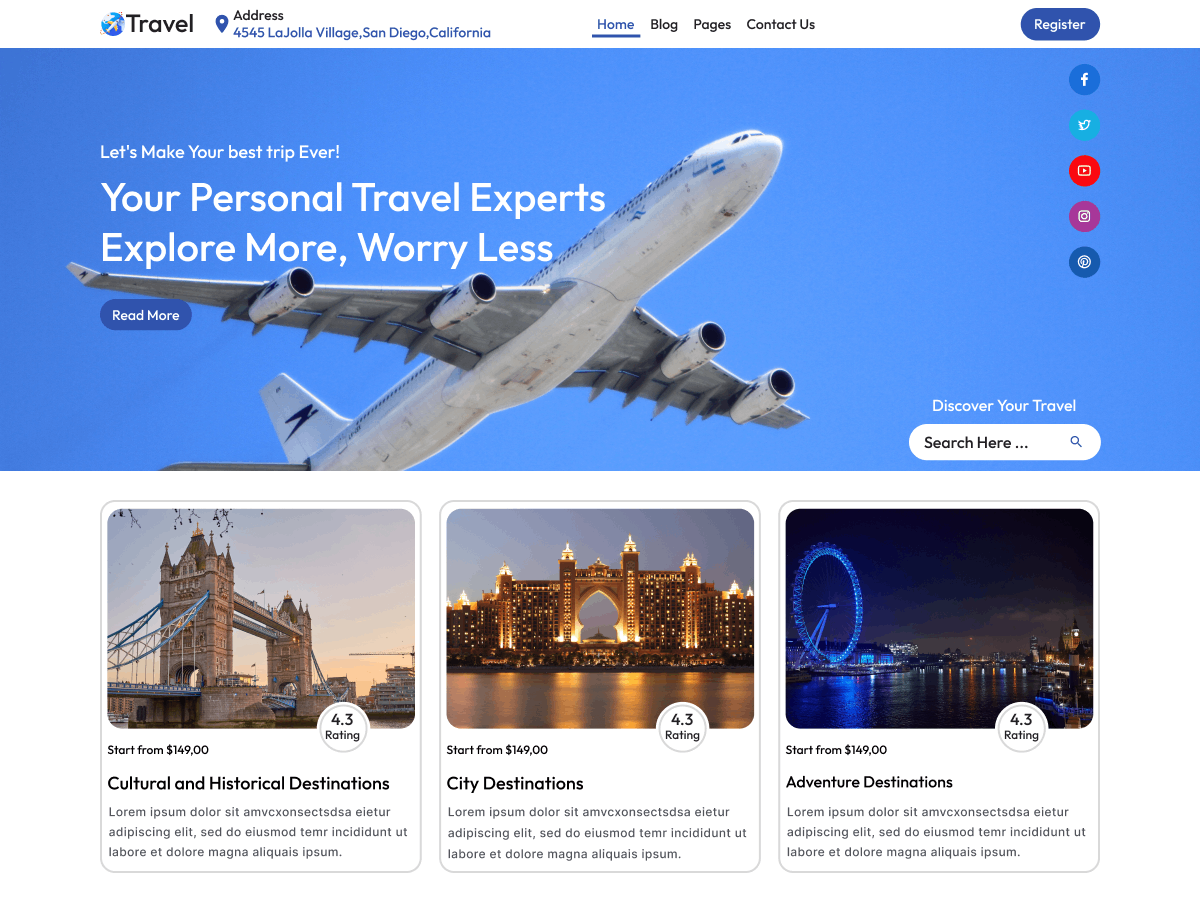 Travel
Address
4545 LaJolla Village,San Diego,California
Home
Blog
Pages
Contact Us
Register
Let's Make Your best trip Ever!
Your Personal Travel Experts
Explore More, Worry Less
Read More
Discover Your Travel
Search Here ...
4.3
Rating
Start from $149,00
Cultural and Historical Destinations
Lorem ipsum dolor sit amvcxonsectsdsa eietur
adipiscing elit, sed do eiusmod temr incididunt ut
labore et dolore magna aliquais ipsum.
4.3
Rating
Start from $149,00
City Destinations
Lorem ipsum dolor sit amvcxonsectsdsa eietur
adipiscing elit, sed do eiusmod temr incididunt ut
labore et dolore magna aliquais ipsum.
4.3
Rating
Start from $149,00
Adventure Destinations
Lorem ipsum dolor sit amvcxonsectsdsa eietur
adipiscing elit, sed do eiusmod temr incididunt ut
labore et dolore magna aliquais ipsum.